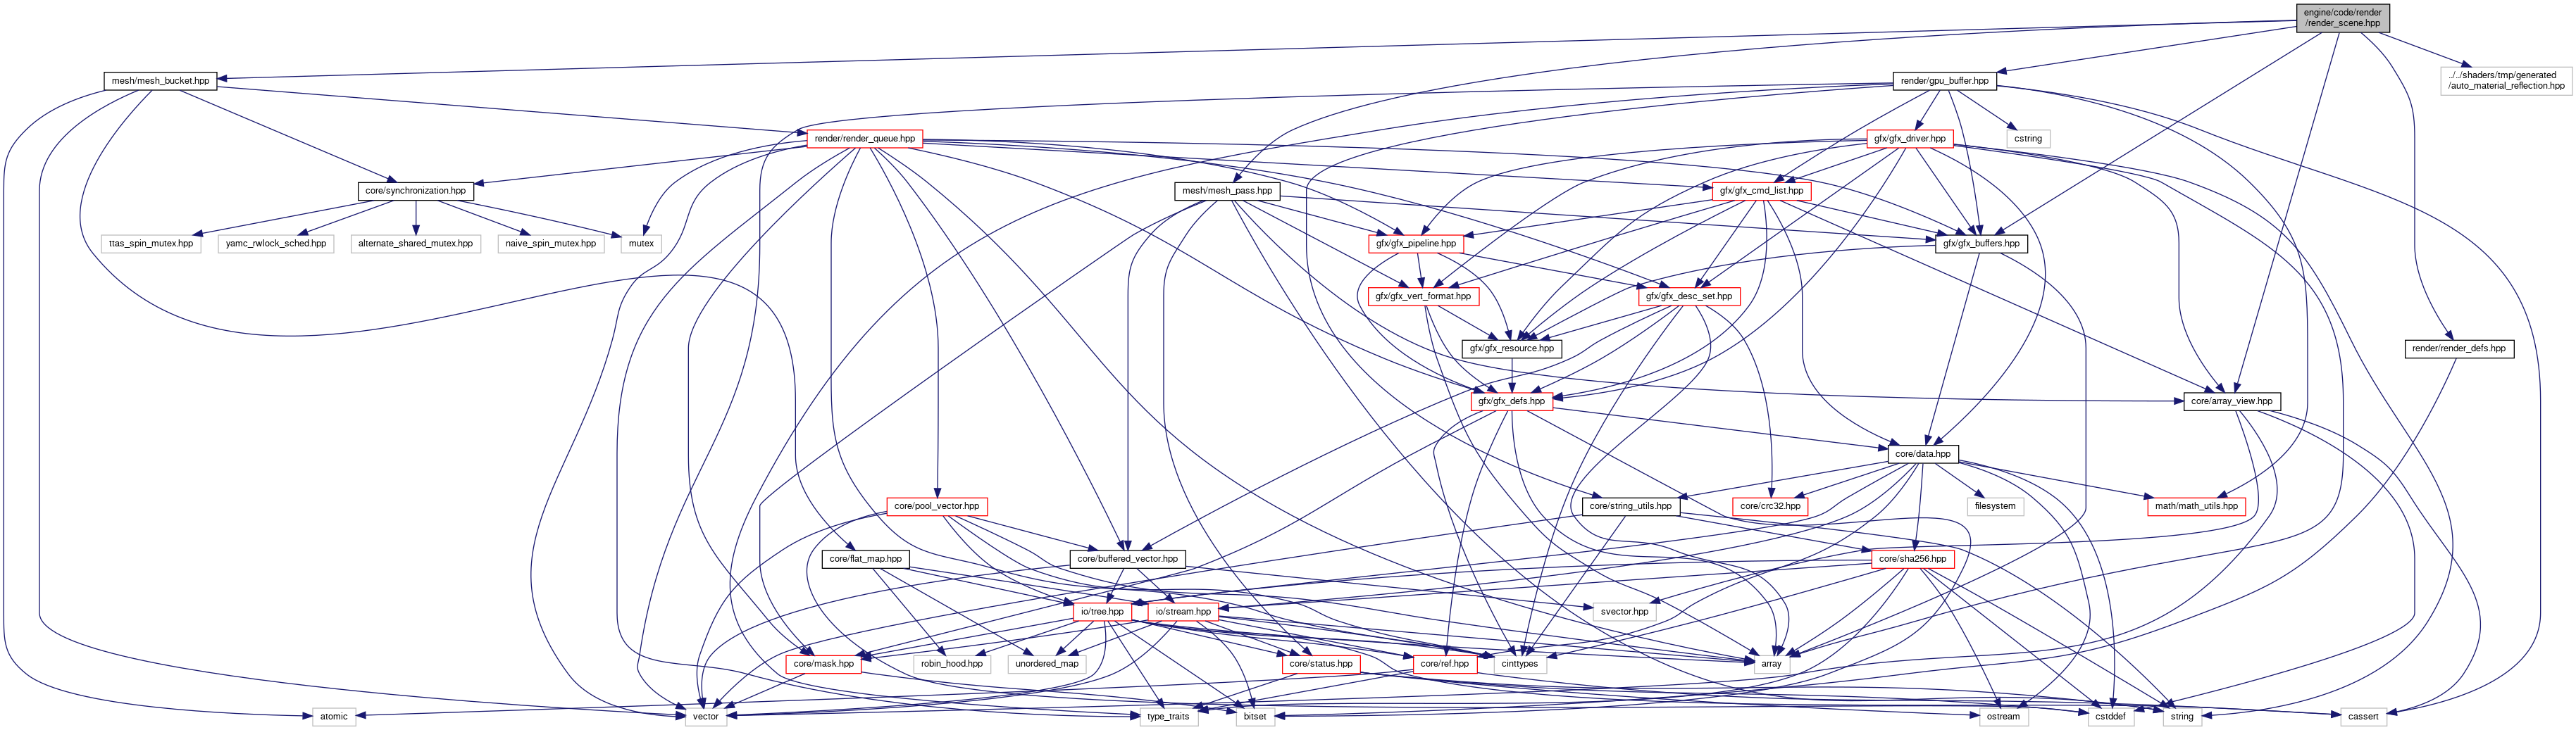 engine/code/render
/render_scene.hpp
mesh/mesh_bucket.hpp
render/gpu_buffer.hpp
../../shaders/tmp/generated
/auto_material_reflection.hpp
render/render_queue.hpp
gfx/gfx_driver.hpp
cstring
core/synchronization.hpp
mesh/mesh_pass.hpp
gfx/gfx_cmd_list.hpp
ttas_spin_mutex.hpp
yamc_rwlock_sched.hpp
alternate_shared_mutex.hpp
naive_spin_mutex.hpp
mutex
gfx/gfx_pipeline.hpp
gfx/gfx_buffers.hpp
gfx/gfx_vert_format.hpp
gfx/gfx_desc_set.hpp
gfx/gfx_resource.hpp
render/render_defs.hpp
gfx/gfx_defs.hpp
core/array_view.hpp
core/data.hpp
core/pool_vector.hpp
core/string_utils.hpp
core/crc32.hpp
filesystem
math/math_utils.hpp
core/flat_map.hpp
core/buffered_vector.hpp
core/sha256.hpp
io/tree.hpp
io/stream.hpp
svector.hpp
core/mask.hpp
robin_hood.hpp
unordered_map
core/status.hpp
core/ref.hpp
cinttypes
array
atomic
vector
type_traits
bitset
ostream
cstddef
string
cassert